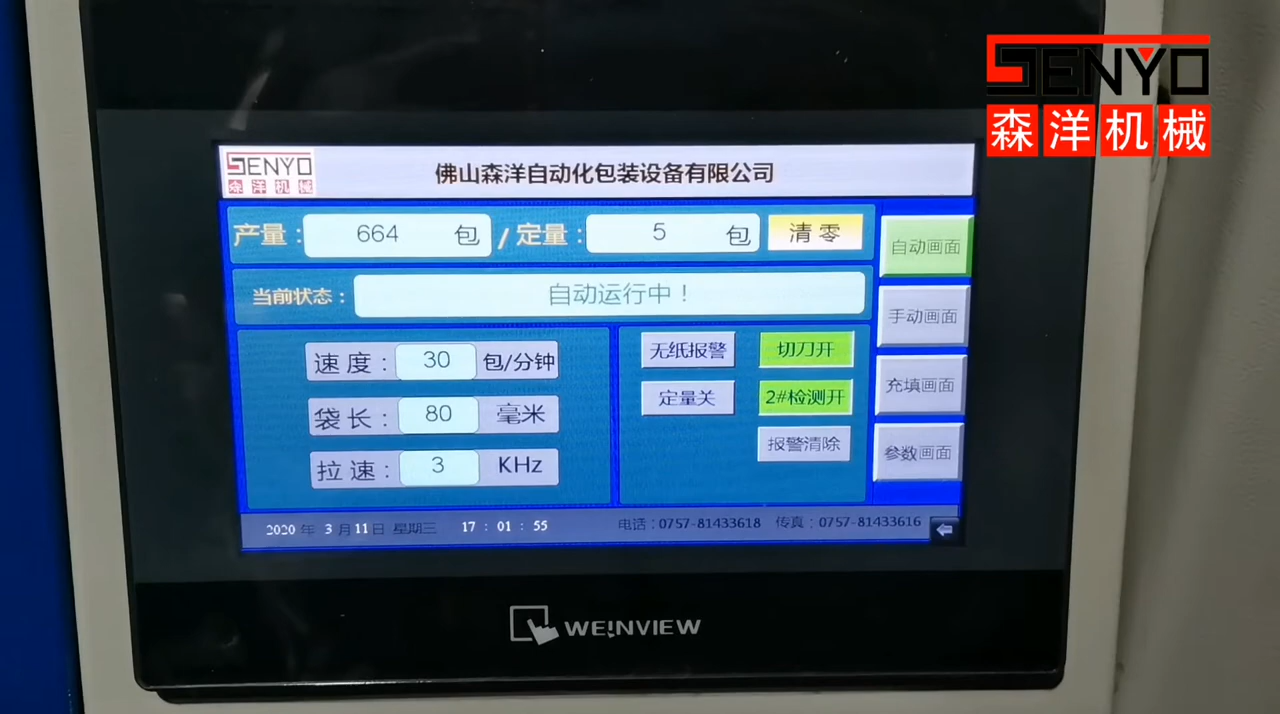 SENYO
森洋机械
SENYO
森洋机械
佛山森洋自动化包装设备有限公司
产量： 664 包 / 定量： 5 包 清零
当前状态： 自动运行中！
速度： 30 包/分钟
袋长： 80 毫米
拉速： 3 KHz
无纸报警 切刀开
定量关 2#检测开
报警清除
自动画面
手动画面
充填画面
参数画面
2020 年 3 月 11 日 星期三 17 : 01 : 55 电话：0757-81433618 传真：0757-81433616
WEINVIEW